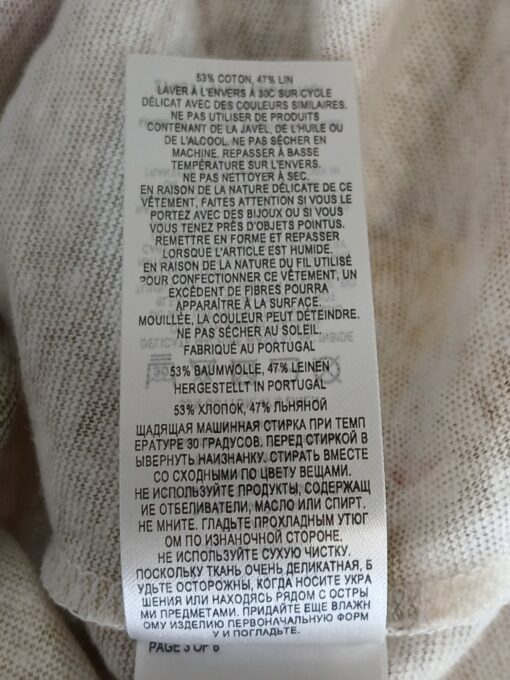 53% COTON, 47% LIN
LAVER À L'ENVERS À 30C SUR CYCLE
DÉLICAT AVEC DES COULEURS SIMILAIRES.
NE PAS UTILISER DE PRODUITS
CONTENANT DE LA JAVEL, DE L'HUILE OU
DE L'ALCOOL. NE PAS SÉCHER EN
MACHINE. REPASSER À BASSE
TEMPÉRATURE SUR L'ENVERS.
NE PAS NETTOYER À SEC.
EN RAISON DE LA NATURE DÉLICATE DE CE
VÊTEMENT, FAITES ATTENTION SI VOUS LE
PORTEZ AVEC DES BIJOUX OU SI VOUS
VOUS TENEZ PRÈS D'OBJETS POINTUS.
REMETTRE EN FORME ET REPASSER
LORSQUE L'ARTICLE EST HUMIDE.
EN RAISON DE LA NATURE DU FIL UTILISÉ
POUR CONFECTIONNER CE VÊTEMENT, UN
EXCÉDENT DE FIBRES POURRA
APPARAÎTRE À LA SURFACE.
MOUILLÉE, LA COULEUR PEUT DÉTEINDRE.
NE PAS SÉCHER AU SOLEIL.
FABRIQUÉ AU PORTUGAL
53% BAUMWOLLE, 47% LEINEN
HERGESTELLT IN PORTUGAL
53% ХЛОПОК, 47% ЛЬНЯНОЙ
ЩАДЯЩАЯ МАШИННАЯ СТИРКА ПРИ ТЕМП
ЕРАТУРЕ 30 ГРАДУСОВ. ПЕРЕД СТИРКОЙ В
ЫВЕРНУТЬ НАИЗНАНКУ. СТИРАТЬ ВМЕСТЕ
СО СХОДНЫМИ ПО ЦВЕТУ ВЕЩАМИ.
НЕ ИСПОЛЬЗУЙТЕ ПРОДУКТЫ, СОДЕРЖАЩ
ИЕ ОТБЕЛИВАТЕЛИ, МАСЛО ИЛИ СПИРТ.
НЕ МНИТЕ. ГЛАДЬТЕ ПРОХЛАДНЫМ УТЮГ
ОМ ПО ИЗНАНОЧНОЙ СТОРОНЕ.
НЕ ИСПОЛЬЗУЙТЕ СУХУЮ ЧИСТКУ.
ПОСКОЛЬКУ ТКАНЬ ОЧЕНЬ ДЕЛИКАТНАЯ, Б
УДЬТЕ ОСТОРОЖНЫ, КОГДА НОСИТЕ УКРА
ШЕНИЯ ИЛИ НАХОДЯСЬ РЯДОМ С ОСТРЫ
МИ ПРЕДМЕТАМИ. ПРИДАЙТЕ ЕЩЕ ВЛАЖН
ОМУ ИЗДЕЛИЮ ПЕРВОНАЧАЛЬНУЮ ФОРМ
У И ПОГЛАДЬТЕ.
PAGE 3 OF 6